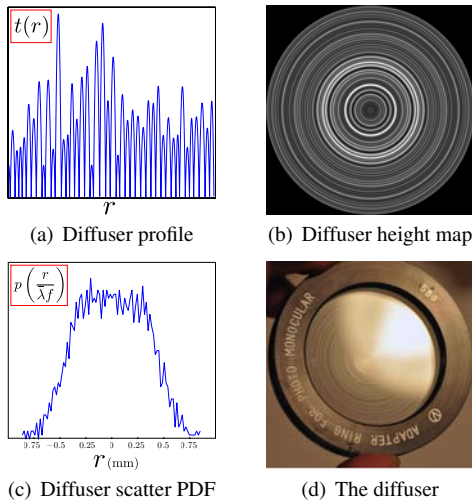 t(r)
r
(a) Diffuser profile
(b) Diffuser height map
p(r/λ̄f)
0.75 −0.5 −0.25 0 0.25 0.5 0.75
r (mm)
(c) Diffuser scatter PDF
ADAPTER RING FOR PHOTO MONOCULAR
(d) The diffuser